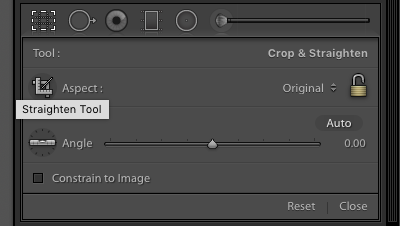 Tool : Crop & Straighten
Aspect : Original
Straighten Tool
Auto
Angle 0.00
Constrain to Image
Reset Close